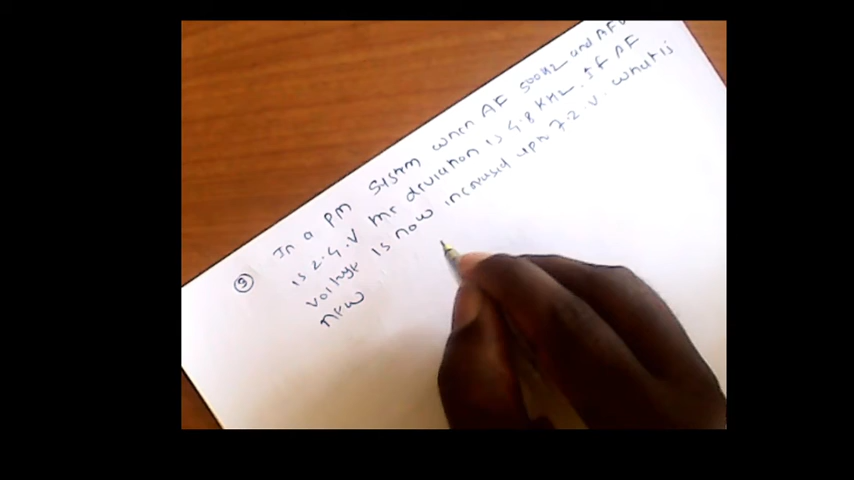 9 In a PM System when AF 500Hz and AFV
is 2.4.V the deviation is 4.8 KHz. If AF
voltage is now increased upto 7.2.V. what is
new